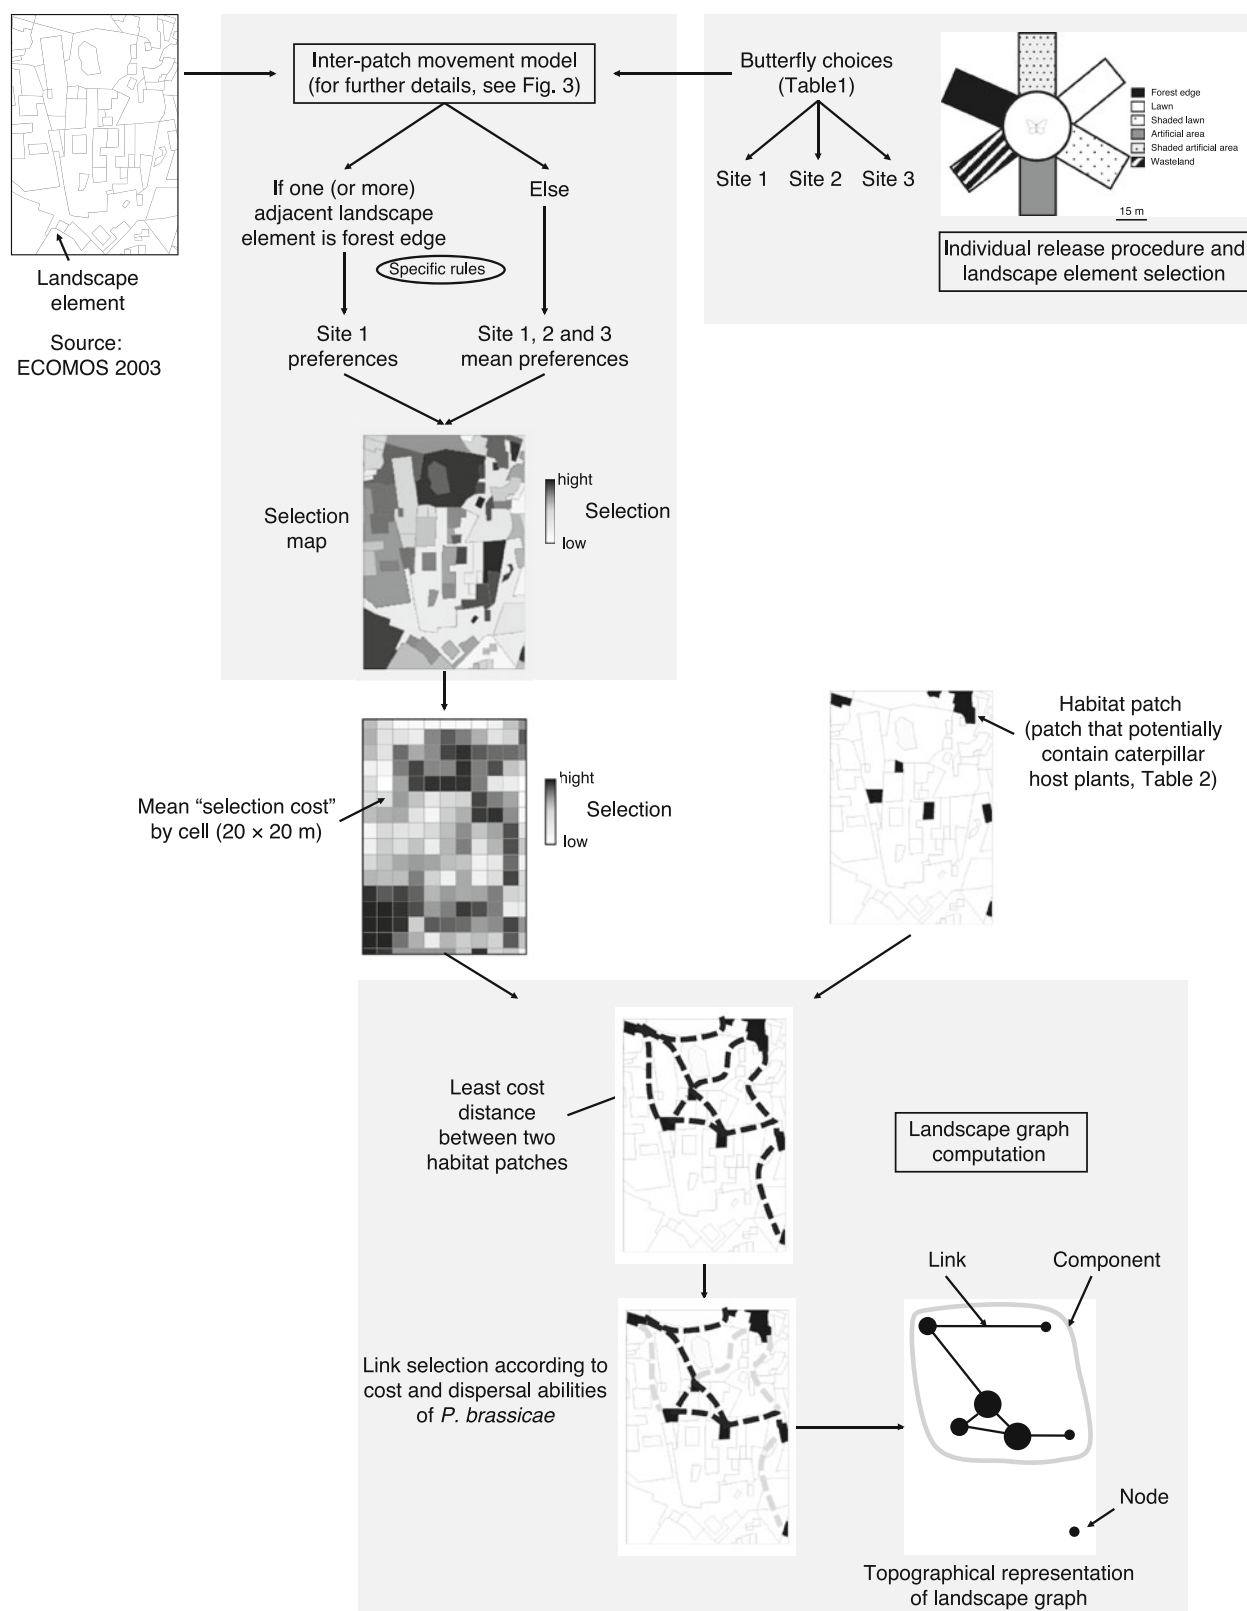 Inter-patch movement model
(for further details, see Fig. 3)
Butterfly choices
(Table1)
Forest edge
Lawn
Shaded lawn
Artificial area
Shaded artificial area
Wasteland
15 m
Site 1
Site 2
Site 3
If one (or more)
adjacent landscape
element is forest edge
Else
Individual release procedure and
landscape element selection
Specific rules
Landscape
element
Source:
ECOMOS 2003
Site 1
preferences
Site 1, 2 and 3
mean preferences
Selection
map
hight
Selection
low
Habitat patch
(patch that potentially
contain caterpillar
host plants, Table 2)
Mean “selection cost”
by cell (20 × 20 m)
hight
Selection
low
Least cost
distance
between two
habitat patches
Landscape graph
computation
Link
Component
Link selection according to
cost and dispersal abilities
of P. brassicae
Node
Topographical representation
of landscape graph